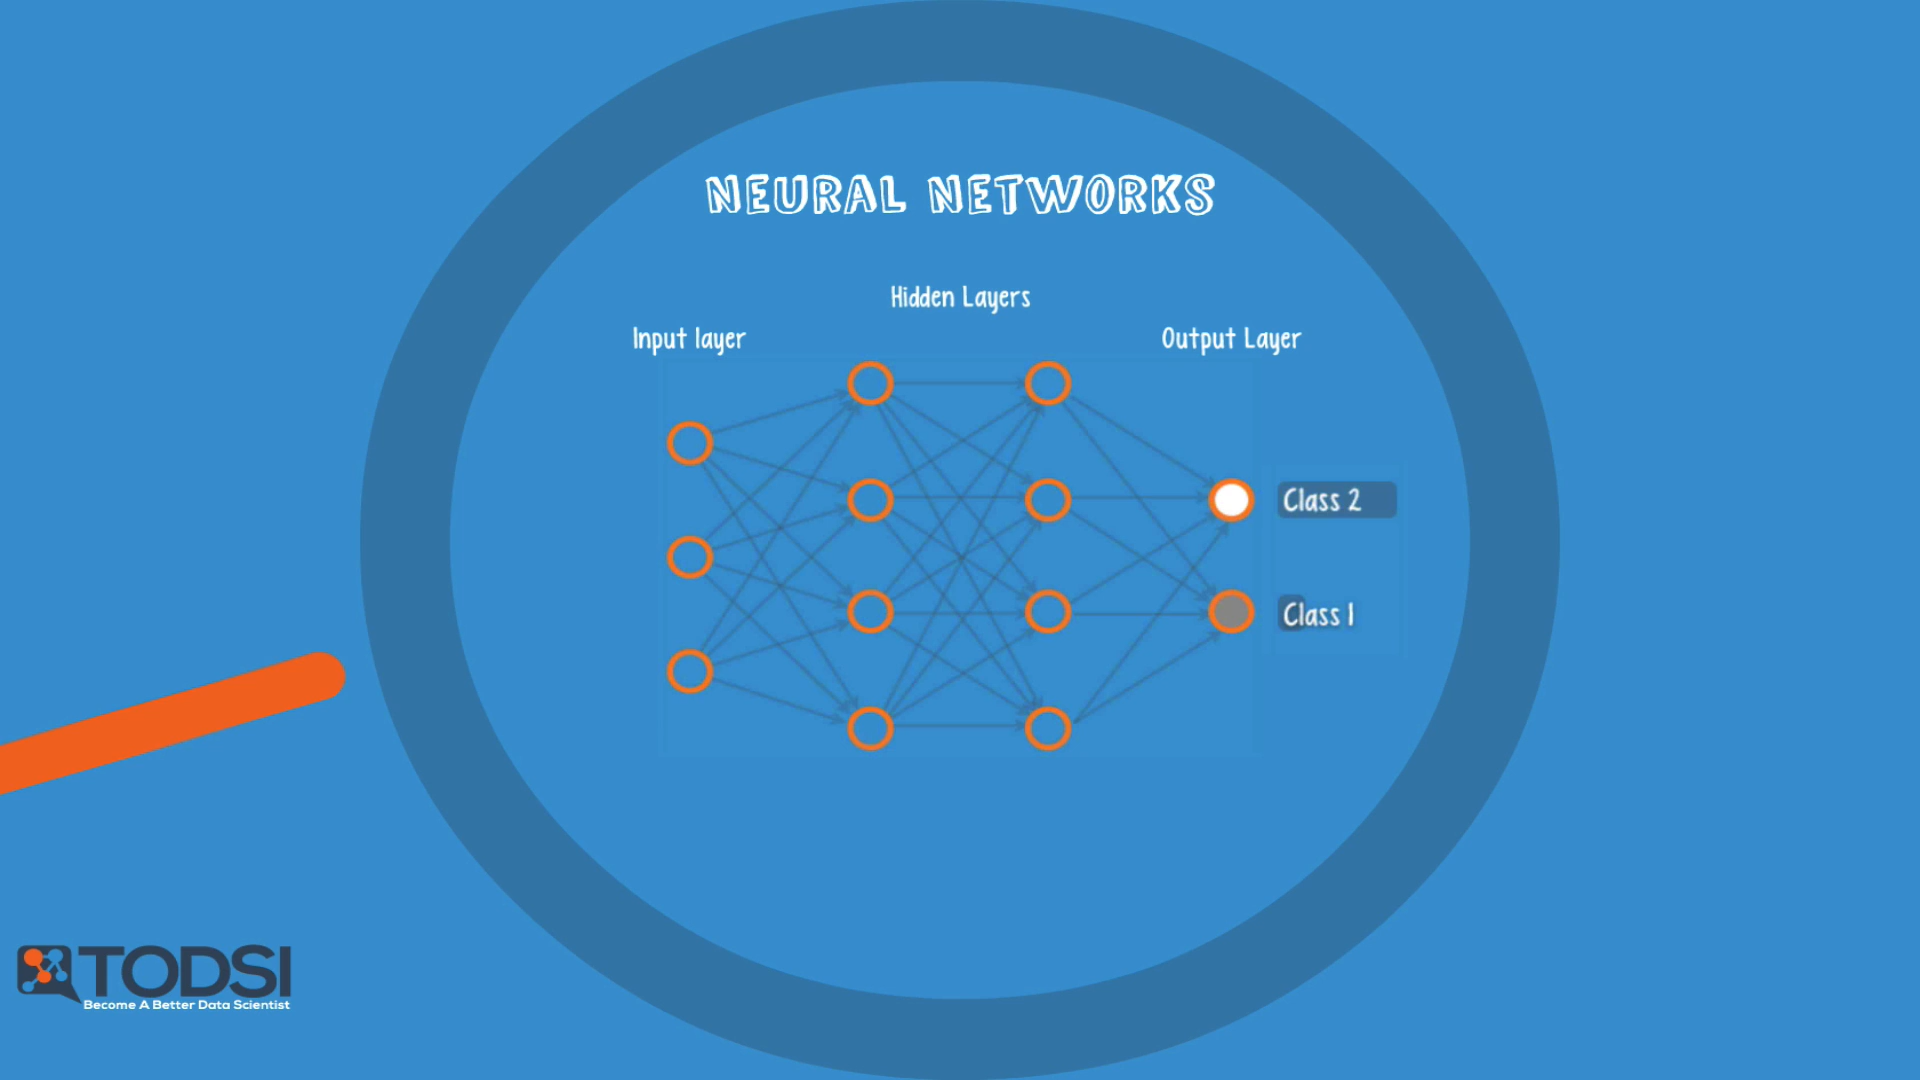 NEURAL NETWORKS
Hidden Layers
Input layer
Output Layer
Class 2
Class 1
TODSI
Become A Better Data Scientist